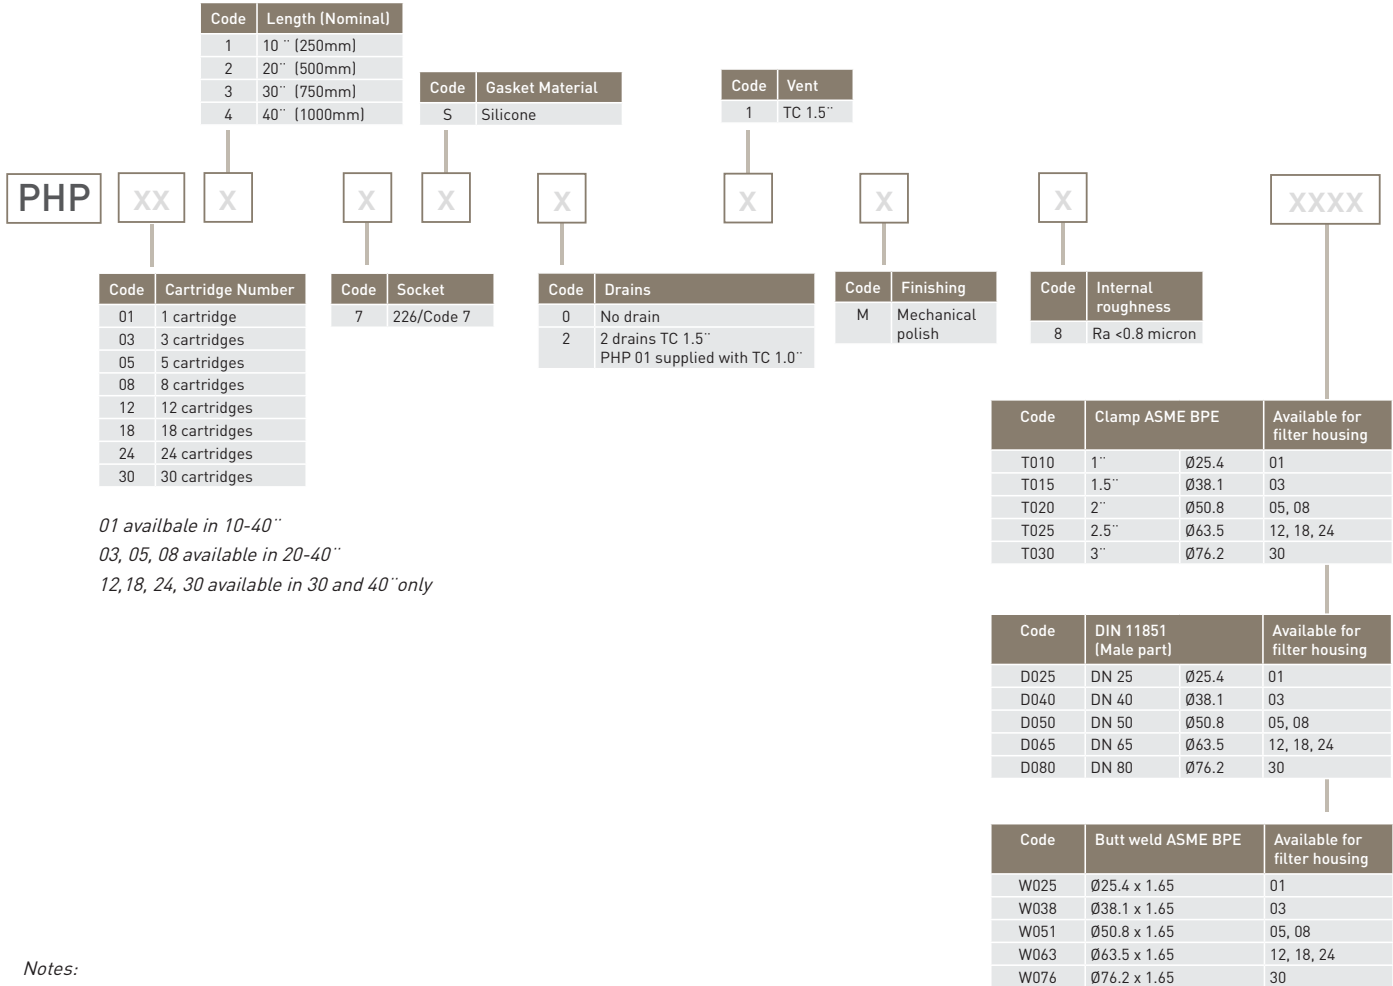 Code Length (Nominal)
1 10 ¨ (250mm)
2 20¨ (500mm)
3 30¨ (750mm)
4 40¨ (1000mm)
Code Gasket Material
S Silicone
Code Vent
1 TC 1.5¨
PHP XX X X X X X X X XXXX
Code Cartridge Number
01 1 cartridge
03 3 cartridges
05 5 cartridges
08 8 cartridges
12 12 cartridges
18 18 cartridges
24 24 cartridges
30 30 cartridges
Code Socket
7 226/Code 7
Code Drains
0 No drain
2 2 drains TC 1.5¨
PHP 01 supplied with TC 1.0¨
Code Finishing
M Mechanical
polish
Code Internal
roughness
8 Ra <0.8 micron
01 availbale in 10-40¨
03, 05, 08 available in 20-40¨
12,18, 24, 30 available in 30 and 40¨only
Code Clamp ASME BPE Available for
filter housing
T010 1¨ Ø25.4 01
T015 1.5¨ Ø38.1 03
T020 2¨ Ø50.8 05, 08
T025 2.5¨ Ø63.5 12, 18, 24
T030 3¨ Ø76.2 30
Code DIN 11851 Available for
(Male part) filter housing
D025 DN 25 Ø25.4 01
D040 DN 40 Ø38.1 03
D050 DN 50 Ø50.8 05, 08
D065 DN 65 Ø63.5 12, 18, 24
D080 DN 80 Ø76.2 30
Code Butt weld ASME BPE Available for
filter housing
W025 Ø25.4 x 1.65 01
W038 Ø38.1 x 1.65 03
W051 Ø50.8 x 1.65 05, 08
W063 Ø63.5 x 1.65 12, 18, 24
W076 Ø76.2 x 1.65 30
Notes: